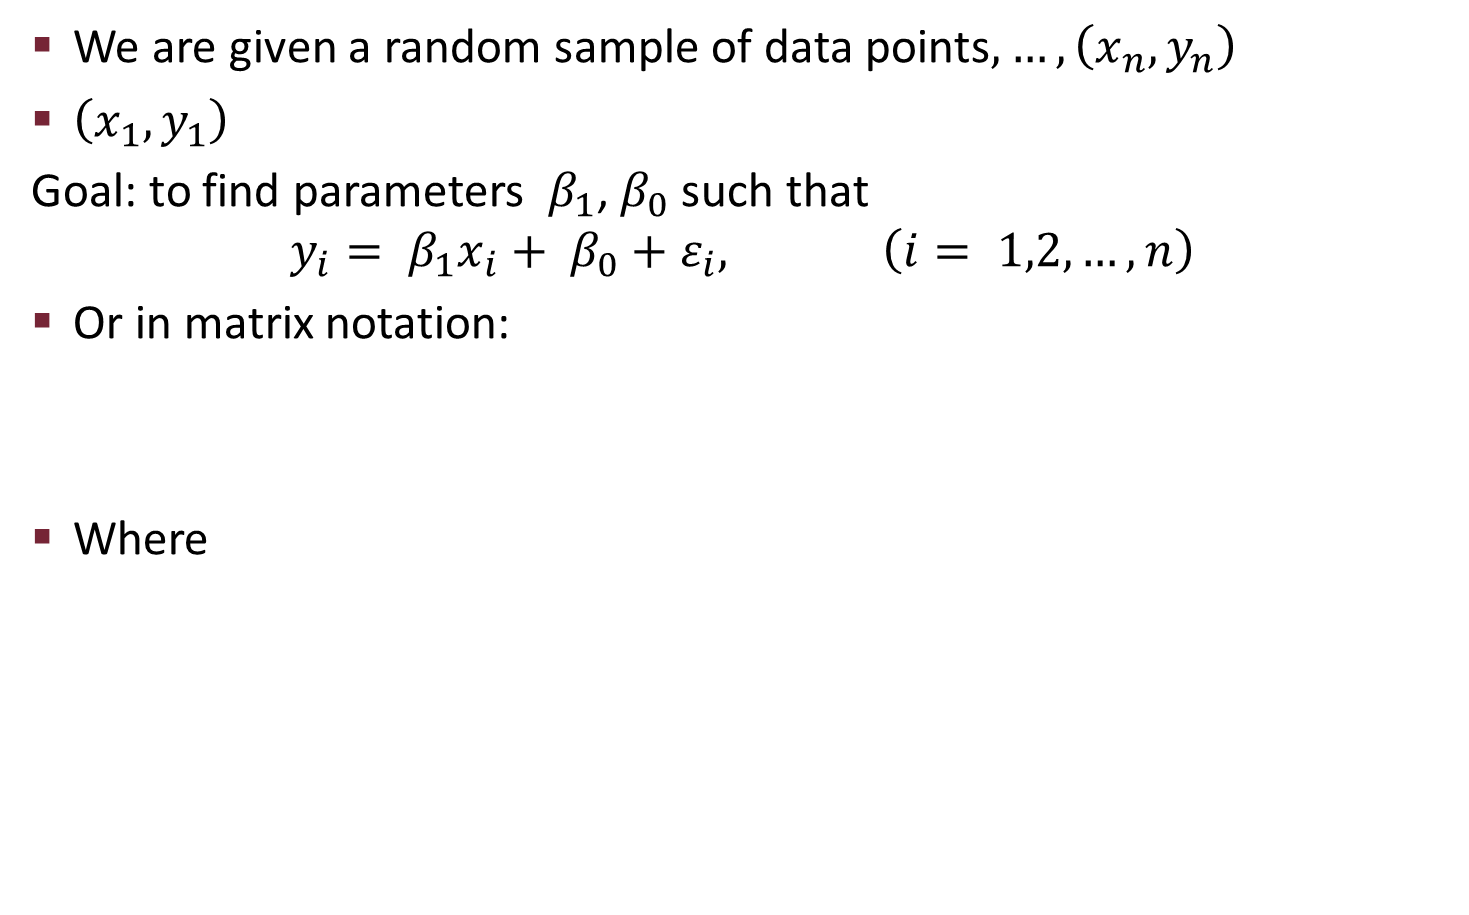 ▪ We are given a random sample of data points, … , (xₙ, yₙ)
▪ (x₁, y₁)
Goal: to find parameters β₁, β₀ such that
yᵢ = β₁xᵢ + β₀ + εᵢ, (i = 1,2, … , n)
▪ Or in matrix notation:
▪ Where